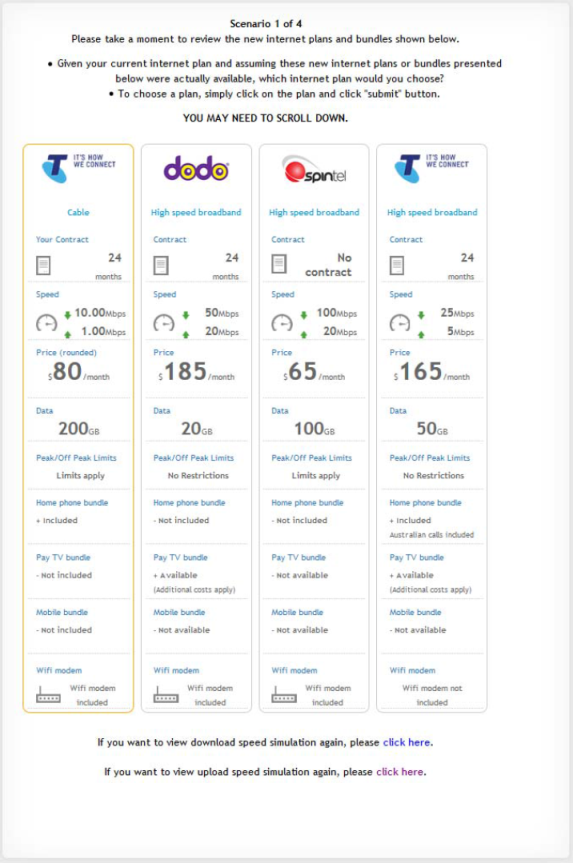 Scenario 1 of 4
Please take a moment to review the new internet plans and bundles shown below.
• Given your current internet plan and assuming these new internet plans or bundles presented
below were actually available, which internet plan would you choose?
• To choose a plan, simply click on the plan and click "submit" button.
YOU MAY NEED TO SCROLL DOWN.
T IT'S HOW
WE CONNECT
Cable
Your Contract
24
months
Speed
10.00Mbps
1.00Mbps
Price (rounded)
$80/month
Data
200GB
Peak/Off Peak Limits
Limits apply
Home phone bundle
+ Included
Pay TV bundle
- Not included
Mobile bundle
- Not included
Wifi modem
Wifi modem
included
dodo
High speed broadband
Contract
24
months
Speed
50Mbps
20Mbps
Price
$185/month
Data
20GB
Peak/Off Peak Limits
No Restrictions
Home phone bundle
- Not included
Pay TV bundle
+ Available
(Additional costs apply)
Mobile bundle
- Not available
Wifi modem
Wifi modem
included
spintel
High speed broadband
Contract
No
contract
Speed
100Mbps
20Mbps
Price
$65/month
Data
100GB
Peak/Off Peak Limits
Limits apply
Home phone bundle
- Not included
Pay TV bundle
- Not available
Mobile bundle
- Not available
Wifi modem
Wifi modem
included
T IT'S HOW
WE CONNECT
High speed broadband
Contract
24
months
Speed
25Mbps
5Mbps
Price
$165/month
Data
50GB
Peak/Off Peak Limits
No Restrictions
Home phone bundle
+ Included
Australian calls included
Pay TV bundle
+ Available
(Additional costs apply)
Mobile bundle
- Not available
Wifi modem
Wifi modem not
included
If you want to view download speed simulation again, please click here.
If you want to view upload speed simulation again, please click here.